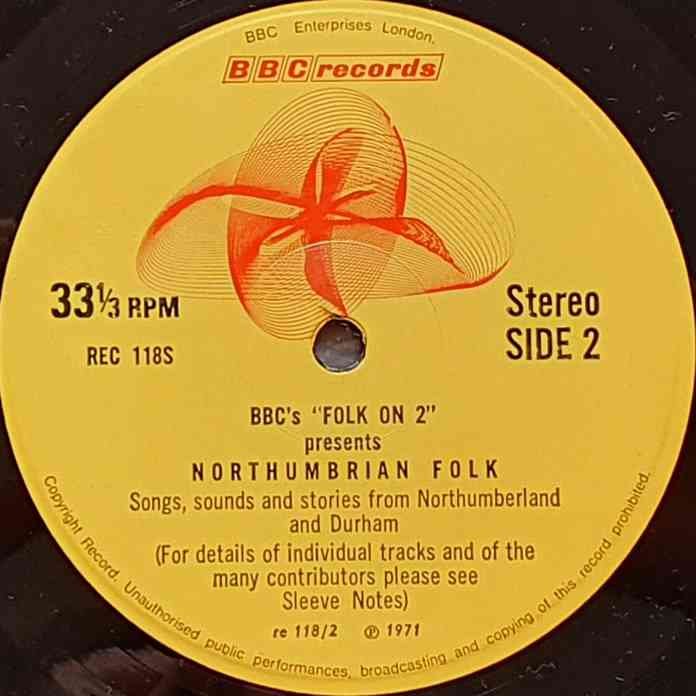 BBC Enterprises London.
BBC records
33⅓ RPM
REC 118S
Stereo
SIDE 2
BBC's "FOLK ON 2"
presents
NORTHUMBRIAN FOLK
Songs, sounds and stories from Northumberland
and Durham
(For details of individual tracks and of the
many contributors please see
Sleeve Notes)
re 118/2 ℗ 1971
Copyright Record. Unauthorised public performances, broadcasting and copying of this record prohibited.